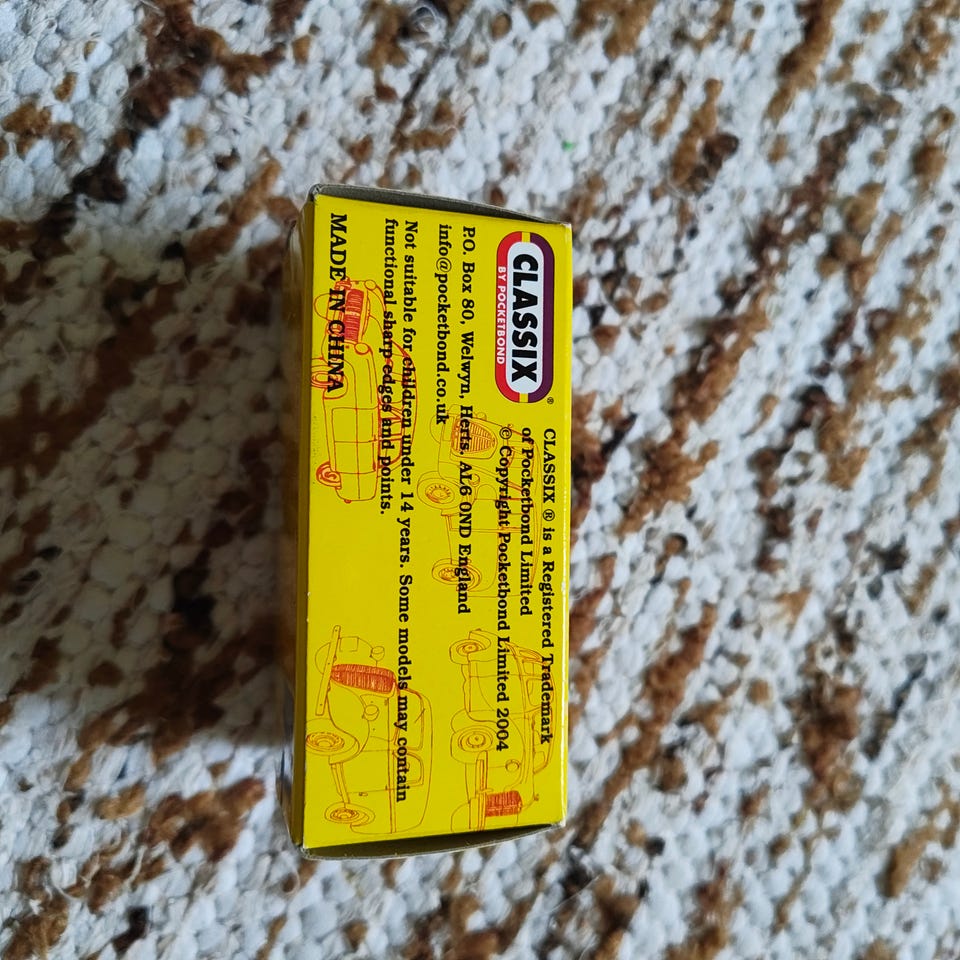 CLASSIX ®
BY POCKETBOND
CLASSIX ® is a Registered Trademark
of Pocketbond Limited
© Copyright Pocketbond Limited 2004
P.O. Box 80, Welwyn, Herts, AL6 0ND England
info@pocketbond.co.uk
Not suitable for children under 14 years. Some models may contain
functional sharp edges and points.
MADE IN CHINA